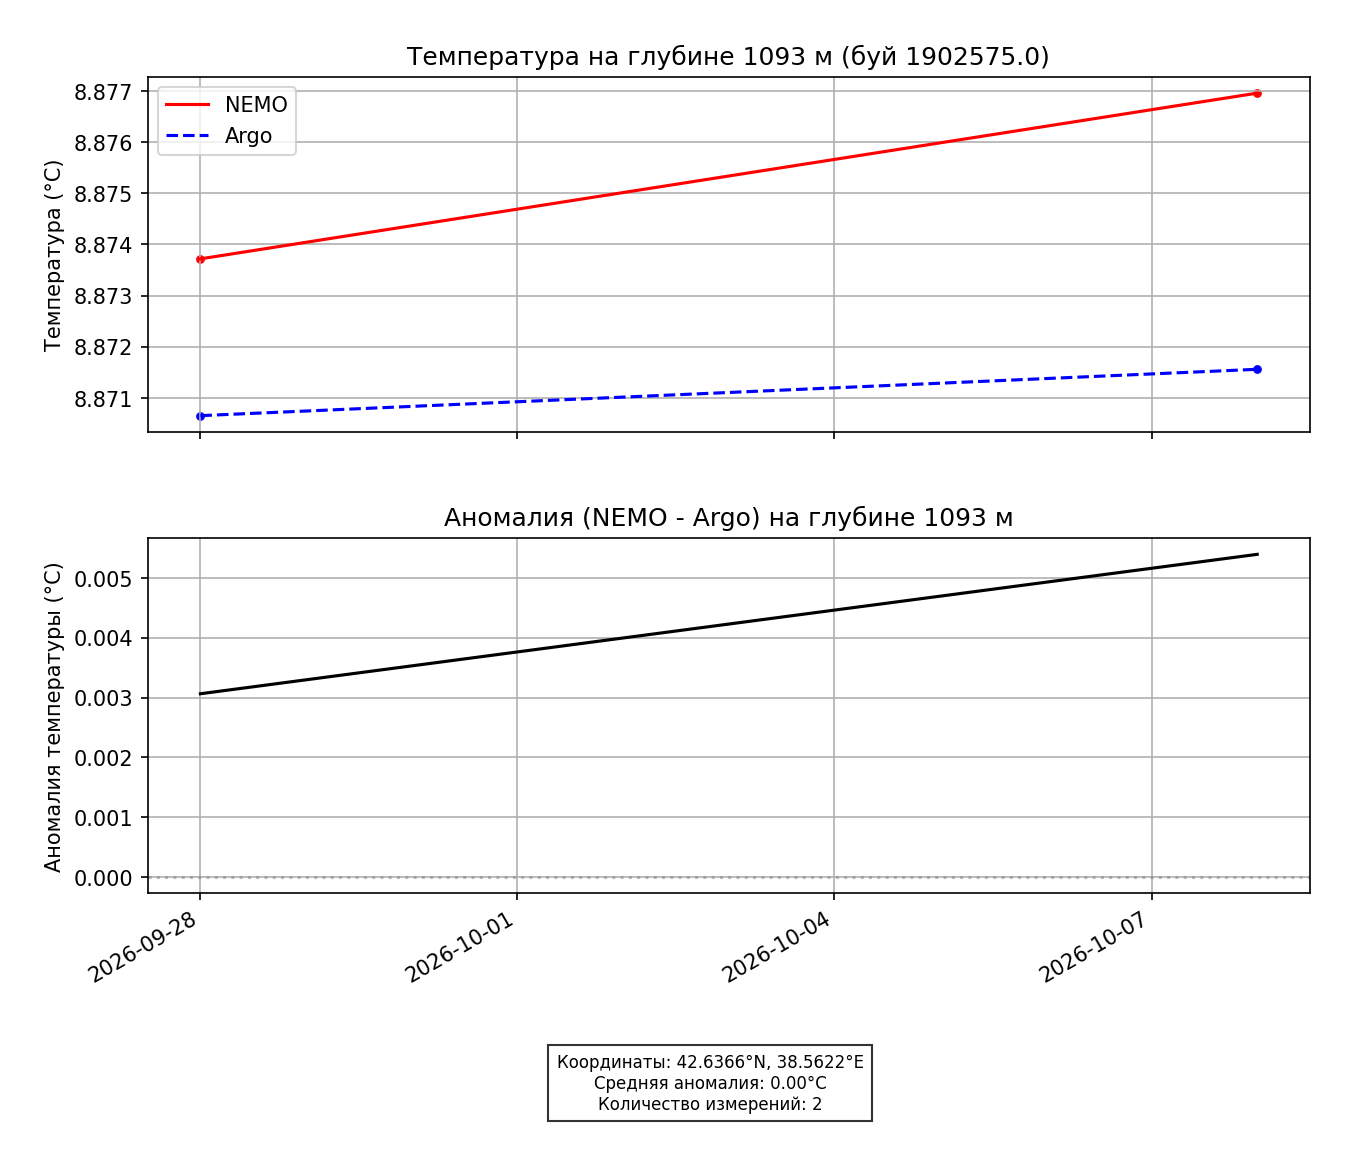 Температура на глубине 1093 м (буй 1902575.0)
8.877
8.876
8.875
8.874
8.873
8.872
8.871
Температура (°C)
NEMO
Argo
Аномалия (NEMO - Argo) на глубине 1093 м
0.005
0.004
0.003
0.002
0.001
0.000
Аномалия температуры (°C)
2026-09-28
2026-10-01
2026-10-04
2026-10-07
Координаты: 42.6366°N, 38.5622°E
Средняя аномалия: 0.00°C
Количество измерений: 2